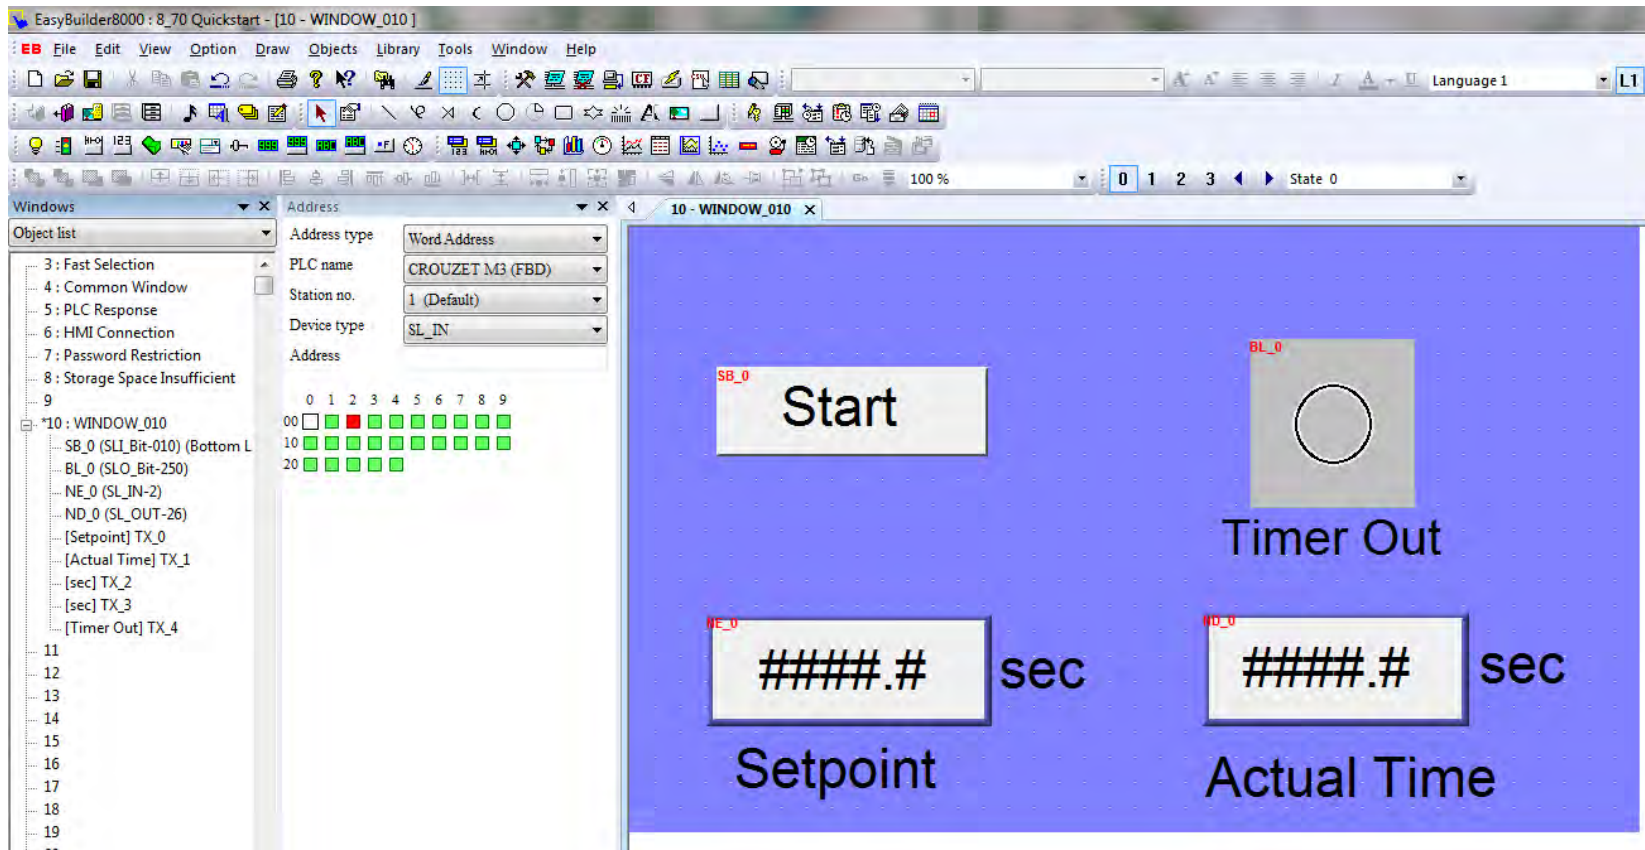 EasyBuilder8000 : 8_70 Quickstart - [10 - WINDOW_010 ]
EB File Edit View Option Draw Objects Library Tools Window Help
Language 1 L1
100 % 0 1 2 3 State 0
Windows
Object list
3 : Fast Selection
4 : Common Window
5 : PLC Response
6 : HMI Connection
7 : Password Restriction
8 : Storage Space Insufficient
9
*10 : WINDOW_010
SB_0 (SLI_Bit-010) (Bottom L
BL_0 (SLO_Bit-250)
NE_0 (SL_IN-2)
ND_0 (SL_OUT-26)
[Setpoint] TX_0
[Actual Time] TX_1
[sec] TX_2
[sec] TX_3
[Timer Out] TX_4
11
12
13
14
15
16
17
18
19
Address
Address type Word Address
PLC name CROUZET M3 (FBD)
Station no. 1 (Default)
Device type SL_IN
Address
0 1 2 3 4 5 6 7 8 9
00
10
20
10 - WINDOW_010
SB_0
Start
BL_0
Timer Out
NE_0
####.# sec
Setpoint
ND_0
####.# sec
Actual Time